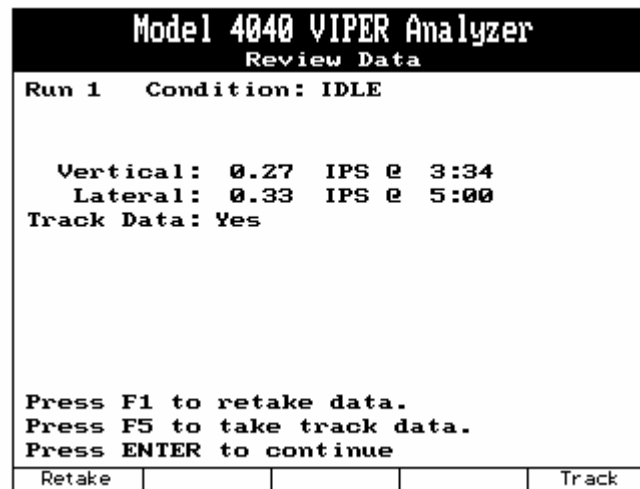 Model 4040 VIPER Analyzer
Review Data
Run 1 Condition: IDLE
Vertical: 0.27 IPS @ 3:34
Lateral: 0.33 IPS @ 5:00
Track Data: Yes
Press F1 to retake data.
Press F5 to take track data.
Press ENTER to continue
Retake Track